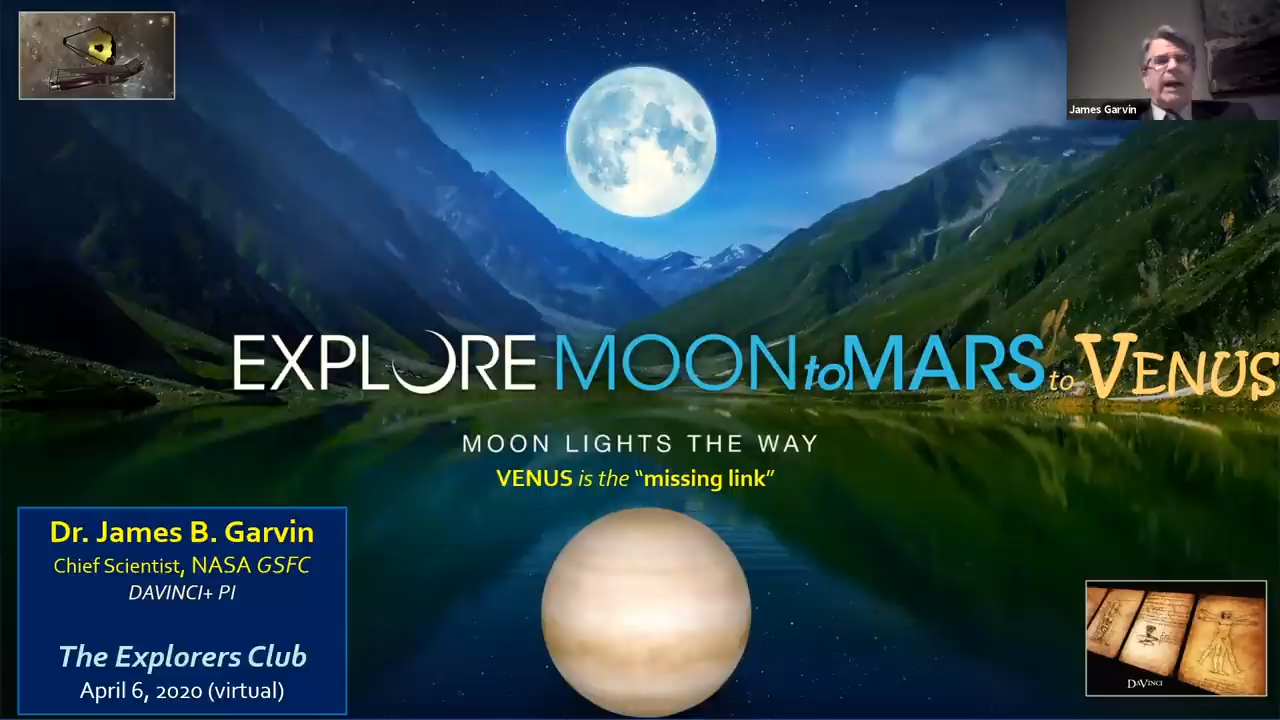 James Garvin
EXPLORE MOON to MARS to VENUS
MOON LIGHTS THE WAY
VENUS is the "missing link"
Dr. James B. Garvin
Chief Scientist, NASA GSFC
DAVINCI+ PI
The Explorers Club
April 6, 2020 (virtual)
DAVINCI